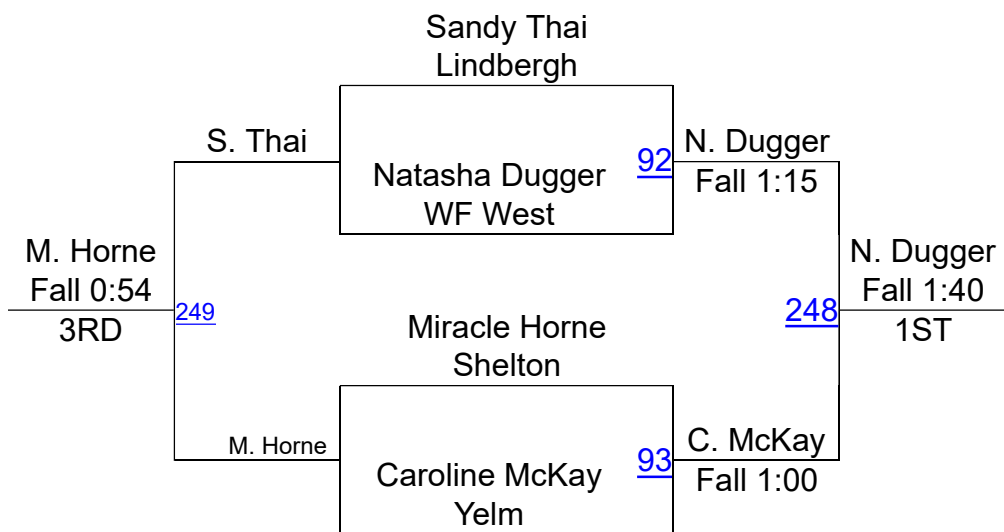 Sandy Thai
Lindbergh
S. Thai
92
N. Dugger
Natasha Dugger
Fall 1:15
WF West
M. Horne
N. Dugger
Fall 0:54
Fall 1:40
249
248
3RD
1ST
Miracle Horne
Shelton
M. Horne
93
C. McKay
Caroline McKay
Fall 1:00
Yelm